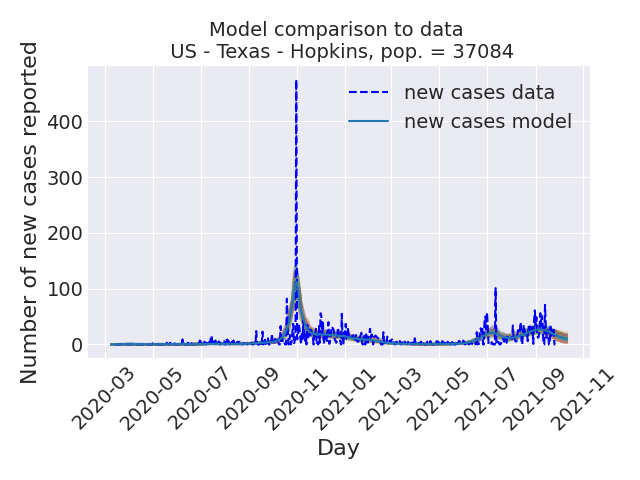 Model comparison to data
US - Texas - Hopkins, pop. = 37084
Number of new cases reported
400
300
200
100
0
new cases data
new cases model
2020-03
2020-05
2020-07
2020-09
2020-11
2021-01
2021-03
2021-05
2021-07
2021-09
2021-11
Day